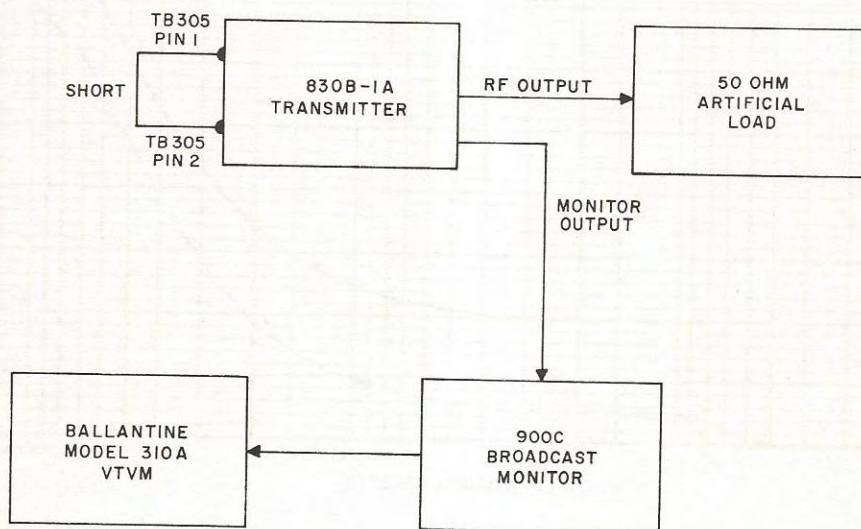 TB305
PIN 1
SHORT
TB305
PIN 2
830B-1A
TRANSMITTER
RF OUTPUT
50 OHM
ARTIFICIAL
LOAD
MONITOR
OUTPUT
BALLANTINE
MODEL 310A
VTVM
900C
BROADCAST
MONITOR